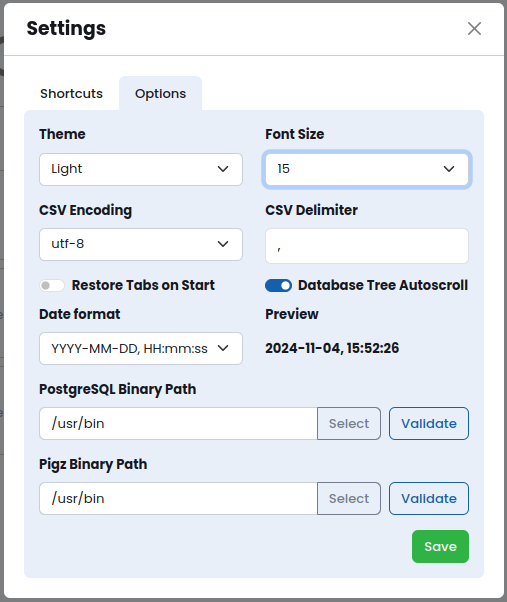 Settings
Shortcuts Options
Theme Font Size
Light 15
CSV Encoding CSV Delimiter
utf-8 ,
Restore Tabs on Start Database Tree Autoscroll
Date format Preview
YYYY-MM-DD, HH:mm:ss 2024-11-04, 15:52:26
PostgreSQL Binary Path
/usr/bin Select Validate
Pigz Binary Path
/usr/bin Select Validate
Save